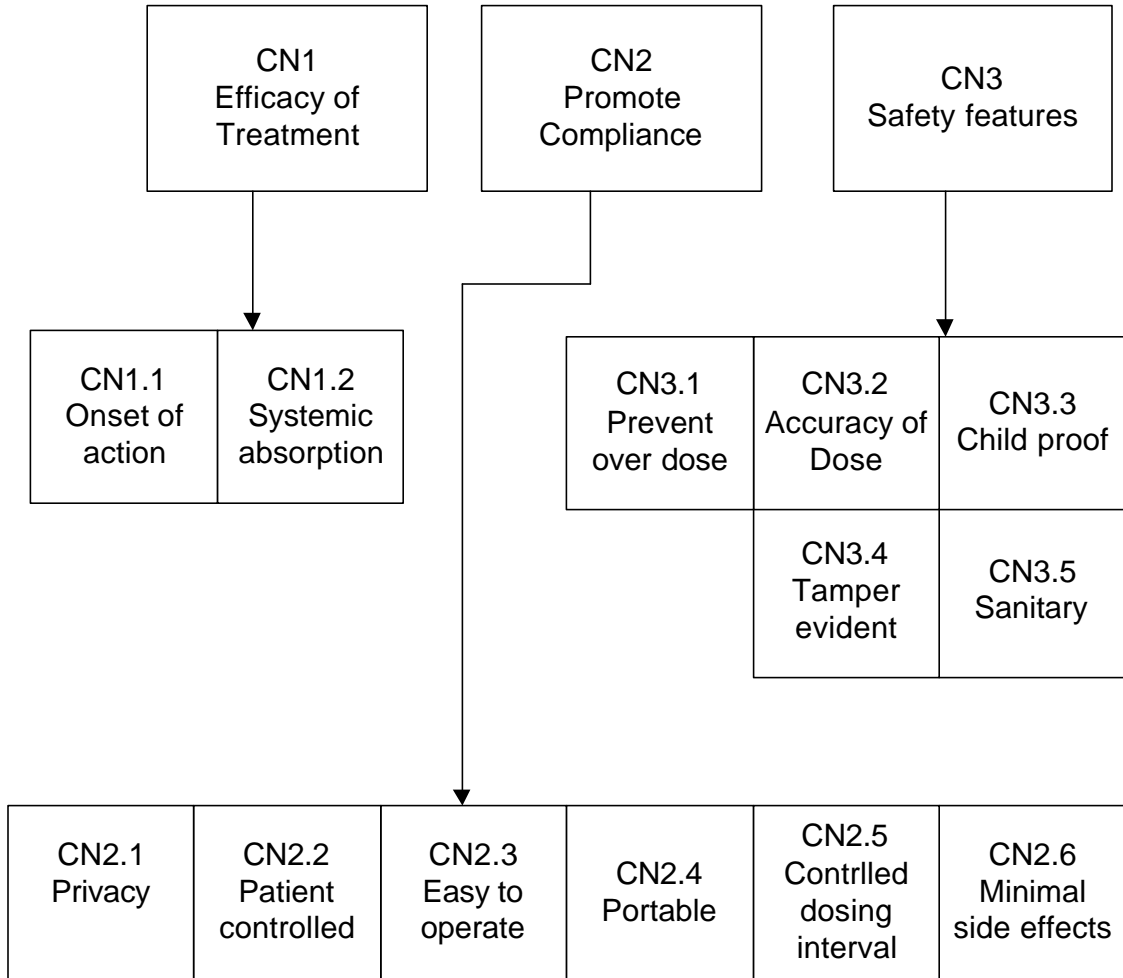 CN1
Efficacy of
Treatment
CN2
Promote
Compliance
CN3
Safety features
CN1.1
Onset of
action
CN1.2
Systemic
absorption
CN3.1
Prevent
over dose
CN3.2
Accuracy of
Dose
CN3.3
Child proof
CN3.4
Tamper
evident
CN3.5
Sanitary
CN2.1
Privacy
CN2.2
Patient
controlled
CN2.3
Easy to
operate
CN2.4
Portable
CN2.5
Contrlled
dosing
interval
CN2.6
Minimal
side effects